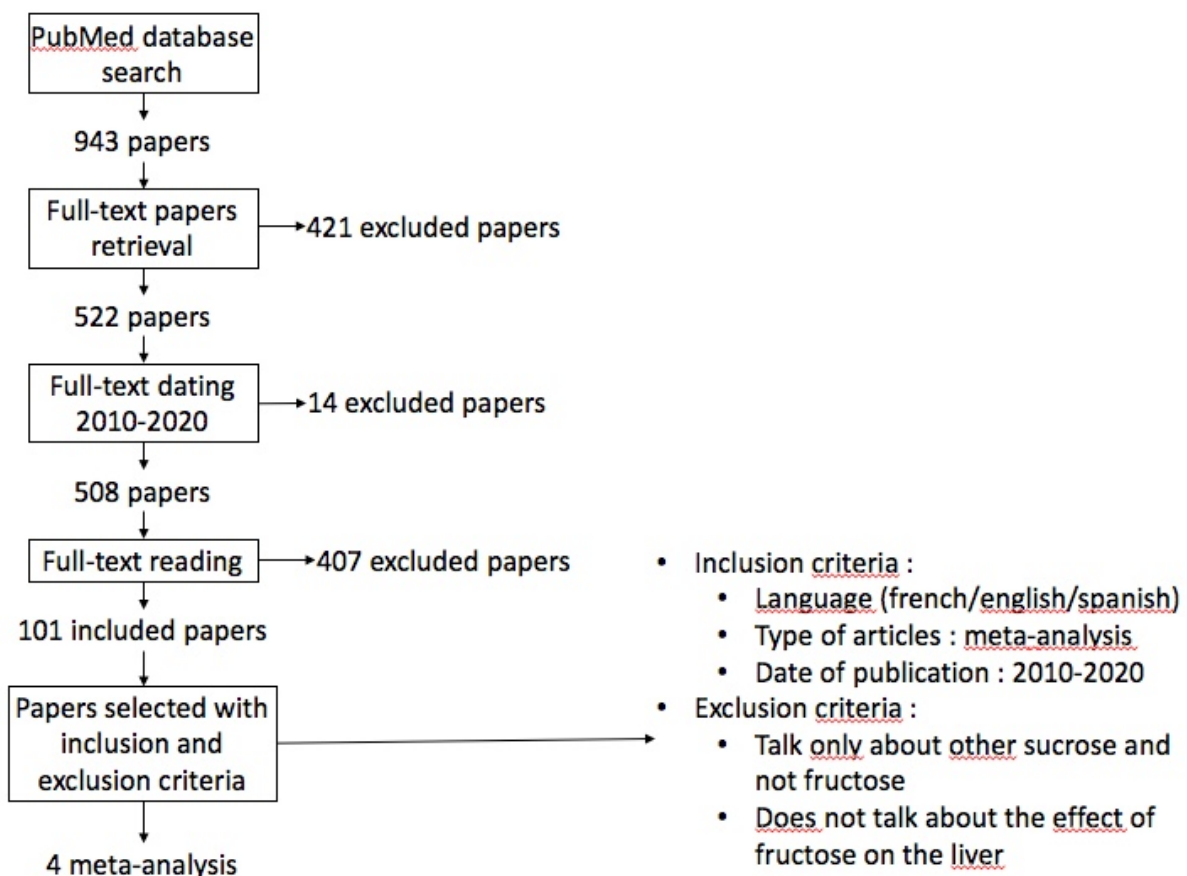 PubMed database
search
943 papers
Full-text papers
retrieval
421 excluded papers
522 papers
Full-text dating
2010-2020
14 excluded papers
508 papers
Full-text reading
407 excluded papers
101 included papers
Papers selected with
inclusion and
exclusion criteria
4 meta-analysis
• Inclusion criteria :
• Language (french/english/spanish)
• Type of articles : meta-analysis
• Date of publication : 2010-2020
• Exclusion criteria :
• Talk only about other sucrose and
not fructose
• Does not talk about the effect of
fructose on the liver